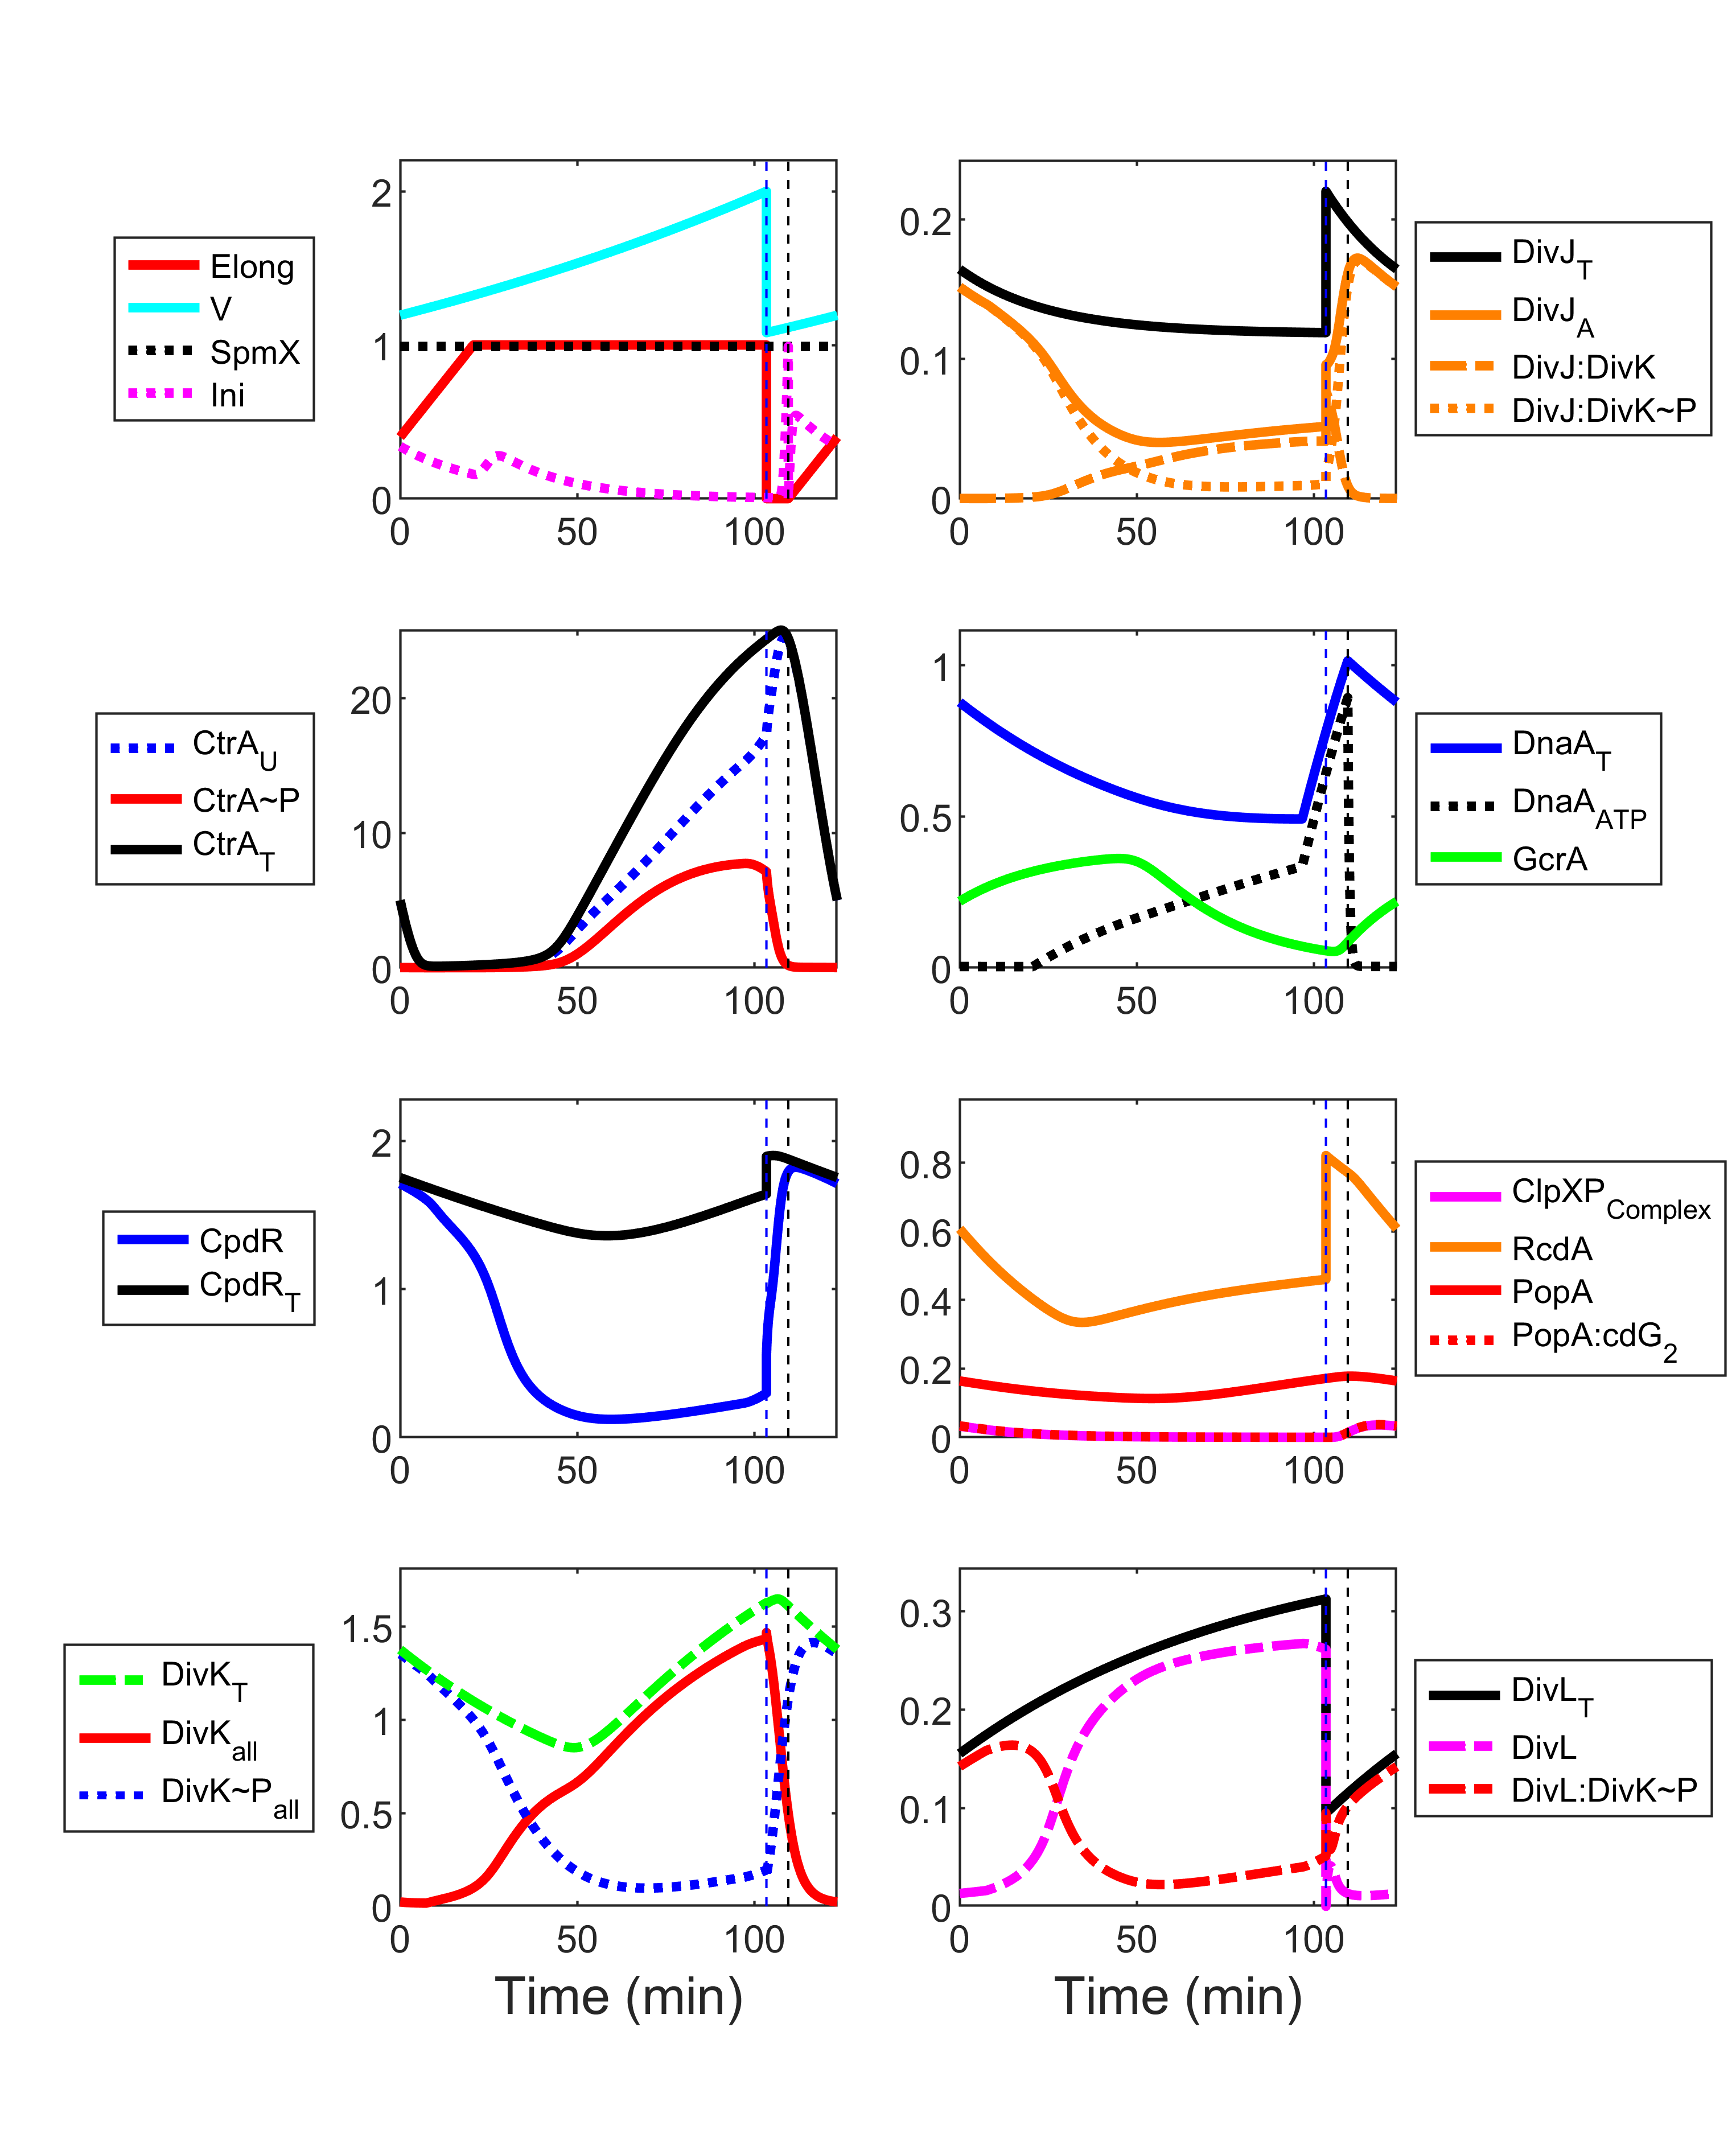 Elong
V
SpmX
Ini
2
1
0
0 50 100
0.2
0.1
0
0 50 100
DivJT
DivJA
DivJ:DivK
DivJ:DivK~P
CtrAU
CtrA~P
CtrAT
20
10
0
0 50 100
1
0.5
0
0 50 100
DnaAT
DnaAATP
GcrA
CpdR
CpdRT
2
1
0
0 50 100
0.8
0.6
0.4
0.2
0
0 50 100
ClpXPComplex
RcdA
PopA
PopA:cdG2
DivKT
DivKall
DivK~Pall
1.5
1
0.5
0
0 50 100
Time (min)
0.3
0.2
0.1
0
0 50 100
Time (min)
DivLT
DivL
DivL:DivK~P